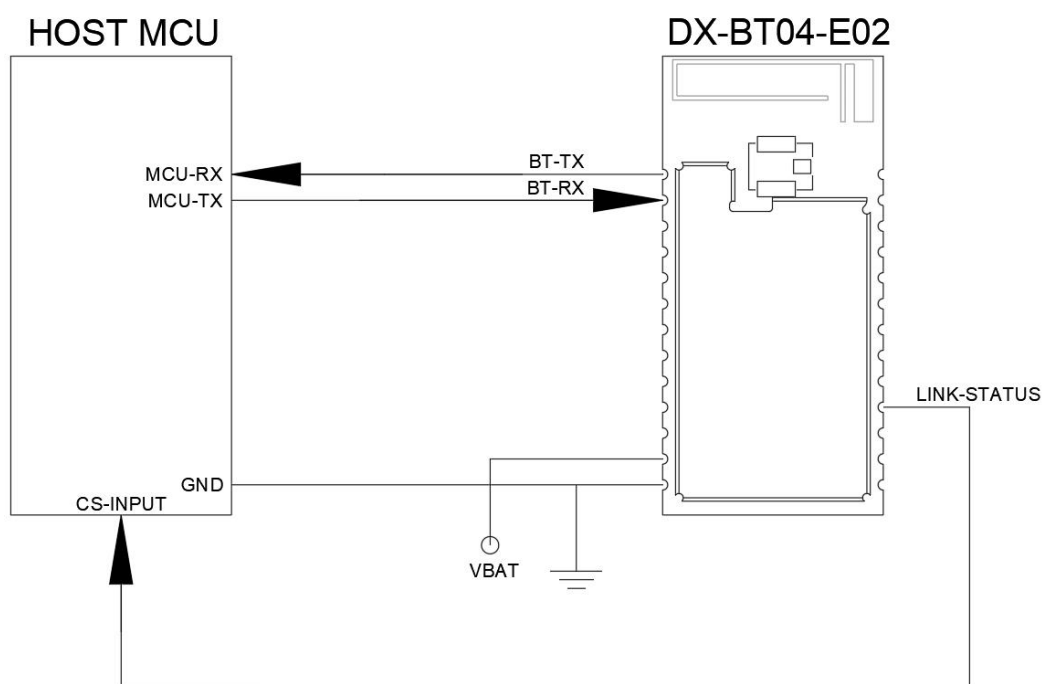 HOST MCU
DX-BT04-E02
MCU-RX
BT-TX
MCU-TX
BT-RX
LINK-STATUS
GND
CS-INPUT
VBAT